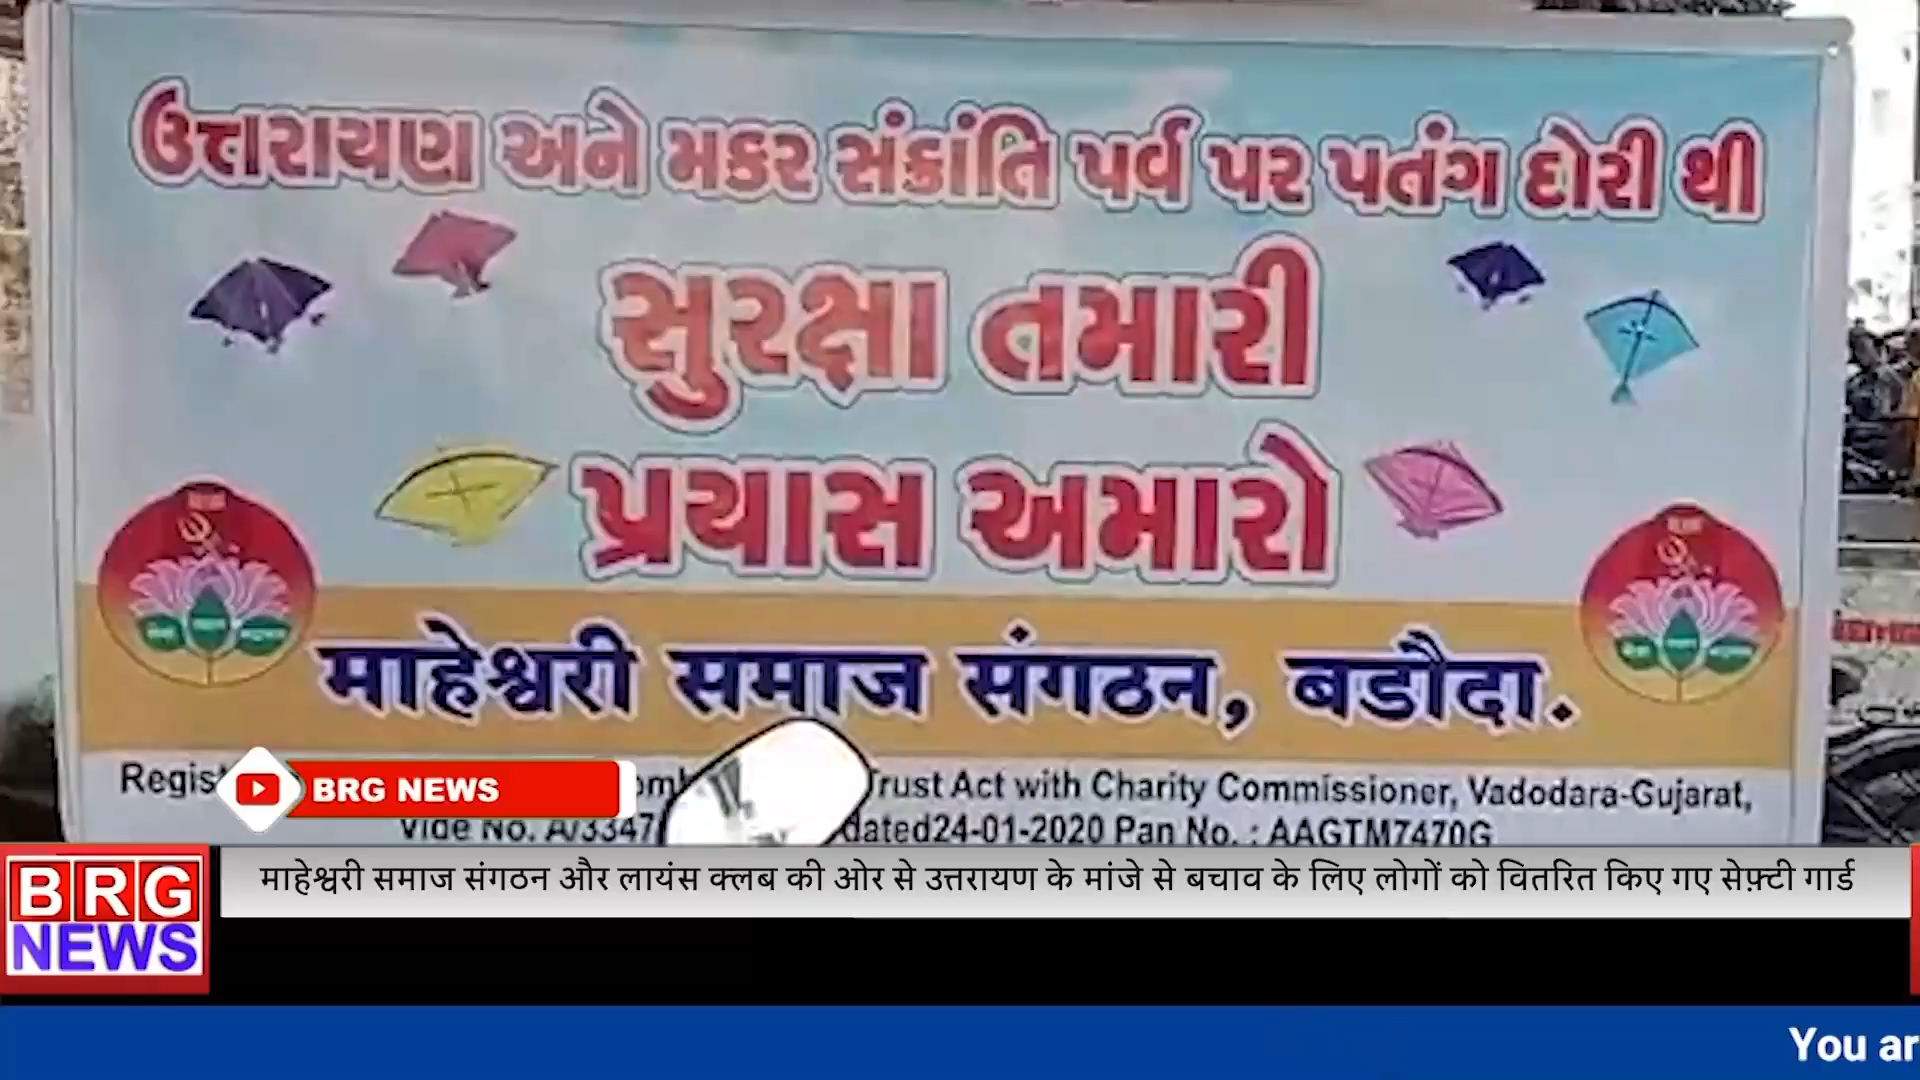 ઉત્તરાયણ અને મકર સંક્રાંતિ પર્વ પર પતંગ દોરી થી
સુરક્ષા તમારી
પ્રયાસ અમારો
माहेश्वरी समाज संगठन, बडौदा.
Trust Act with Charity Commissioner, Vadodara-Gujarat,
BRG NEWS
Vide No. A/3347 dated24-01-2020 Pan No. : AAGTM7470G
माहेश्वरी समाज संगठन और लायंस क्लब की ओर से उत्तरायण के मांजे से बचाव के लिए लोगों को वितरित किए गए सेफ़्टी गार्ड
BRG
NEWS
You